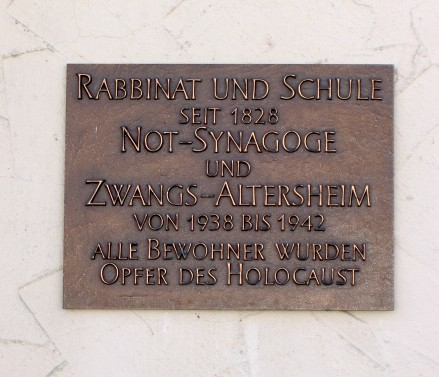 Rabbinat und Schule
seit 1828
Not-Synagoge
und
Zwangs-Altersheim
von 1938 bis 1942
alle Bewohner wurden
Opfer des Holocaust